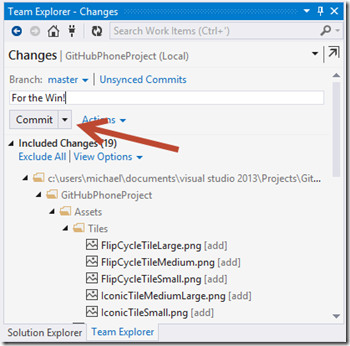 Team Explorer - Changes
Search Work Items (Ctrl+')
Changes | GitHubPhoneProject (Local)
Branch: master | Unsynced Commits
For the Win!
Commit Actions
Included Changes (19)
Exclude All | View Options
c:\users\michael\documents\visual studio 2013\Projects\Git...
GitHubPhoneProject
Assets
Tiles
FlipCycleTileLarge.png [add]
FlipCycleTileMedium.png [add]
FlipCycleTileSmall.png [add]
IconicTileMediumLarge.png [add]
IconicTileSmall.png [add]
Solution Explorer Team Explorer